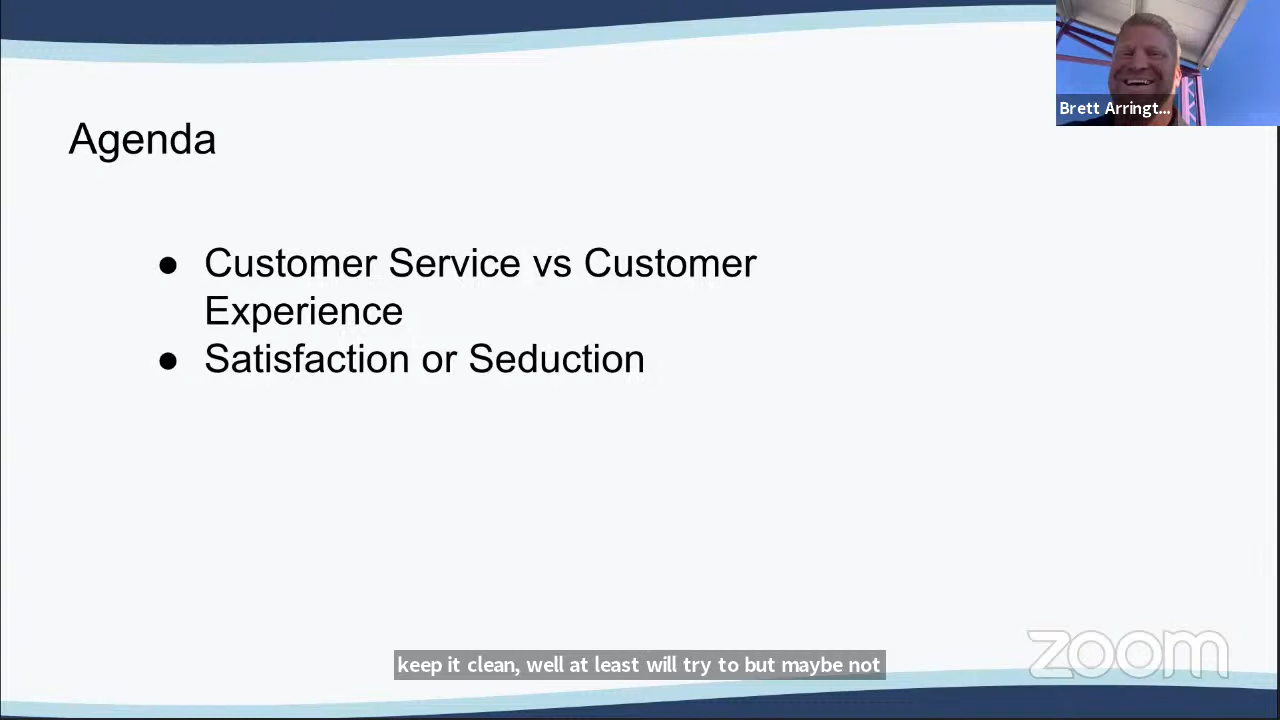 Brett Arringt...
Agenda
● Customer Service vs Customer
Experience
● Satisfaction or Seduction
keep it clean, well at least will try to but maybe not
zoom